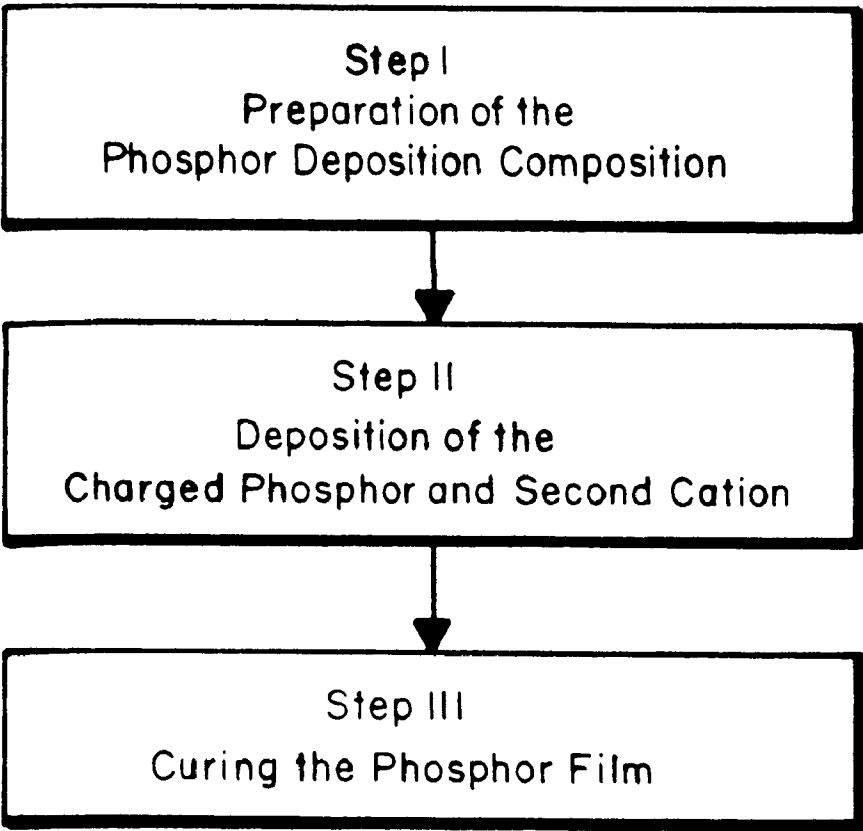 Step I
Preparation of the
Phosphor Deposition Composition
Step II
Deposition of the
Charged Phosphor and Second Cation
Step III
Curing the Phosphor Film